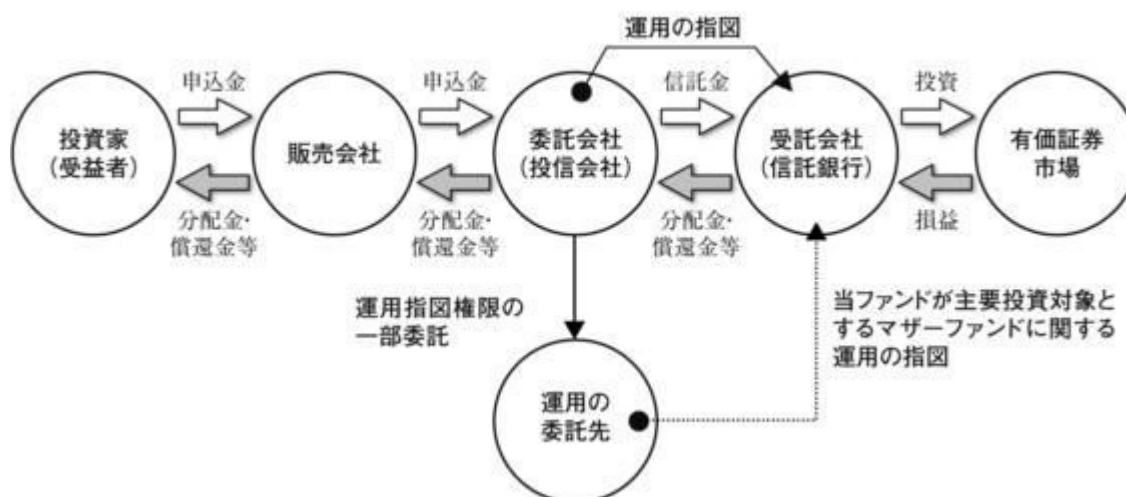 運用の指図
申込金
申込金
信託金
投資
投資家
(受益者)
販売会社
委託会社
(投信会社)
受託会社
(信託銀行)
有価証券
市場
分配金・
償還金等
分配金・
償還金等
分配金・
償還金等
損益
運用指図権限の
一部委託
当ファンドが主要投資対象と
するマザーファンドに関する
運用の指図
運用の
委託先